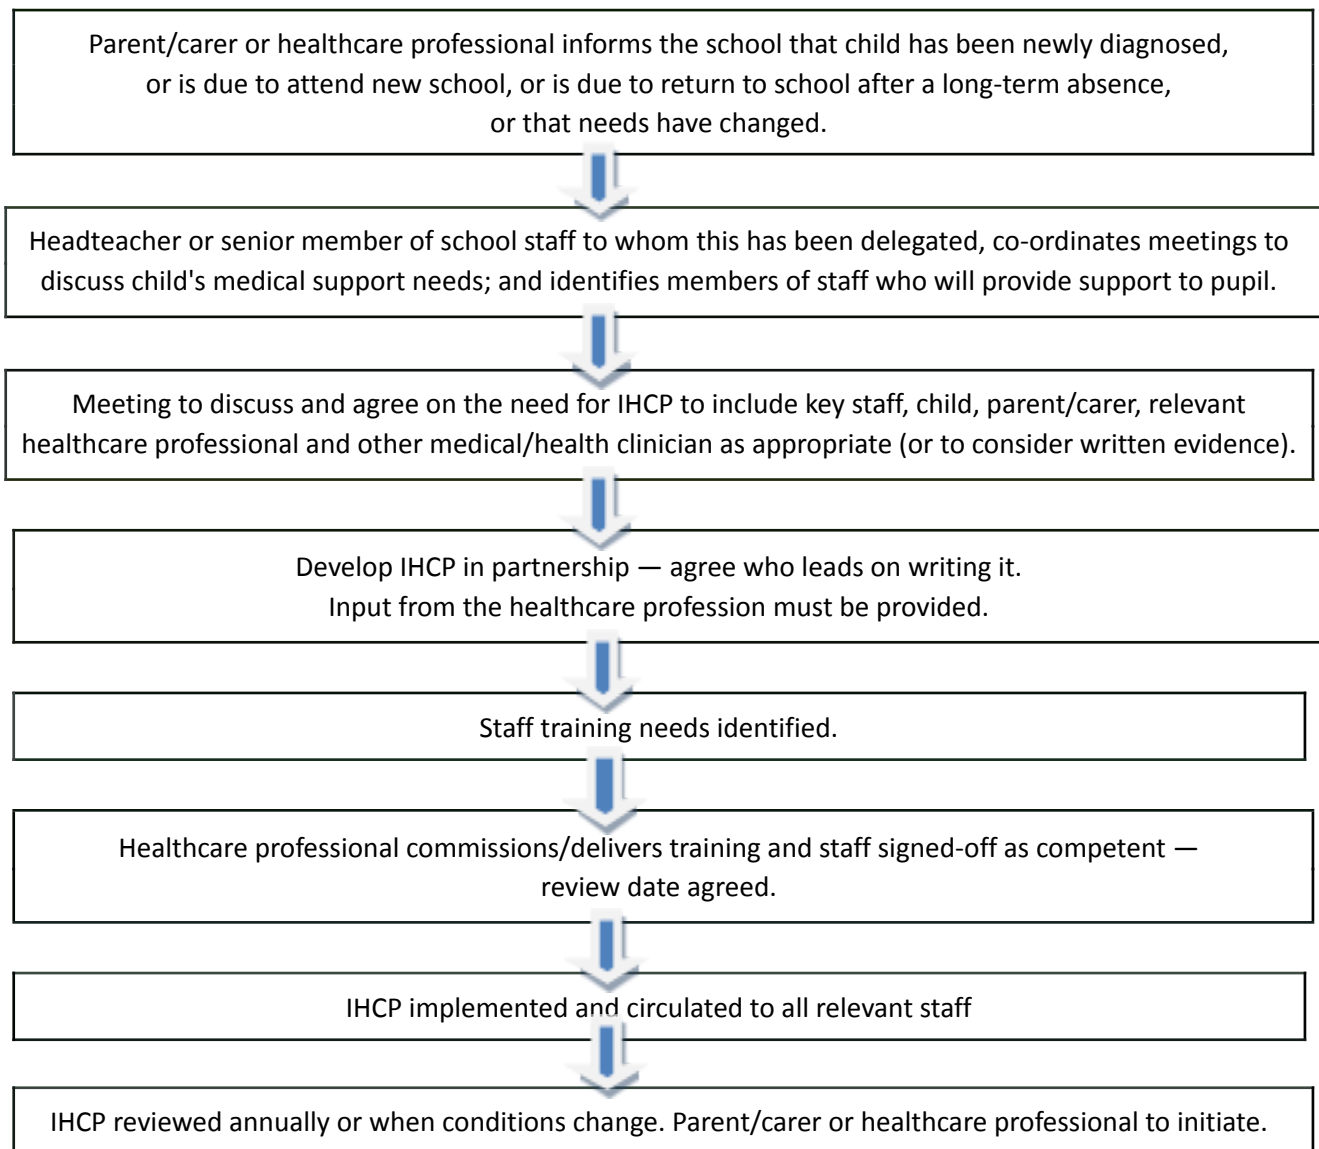 Parent/carer or healthcare professional informs the school that child has been newly diagnosed,
or is due to attend new school, or is due to return to school after a long-term absence,
or that needs have changed.
Headteacher or senior member of school staff to whom this has been delegated, co-ordinates meetings to
discuss child's medical support needs; and identifies members of staff who will provide support to pupil.
Meeting to discuss and agree on the need for IHCP to include key staff, child, parent/carer, relevant
healthcare professional and other medical/health clinician as appropriate (or to consider written evidence).
Develop IHCP in partnership — agree who leads on writing it.
Input from the healthcare profession must be provided.
Staff training needs identified.
Healthcare professional commissions/delivers training and staff signed-off as competent —
review date agreed.
IHCP implemented and circulated to all relevant staff
IHCP reviewed annually or when conditions change. Parent/carer or healthcare professional to initiate.